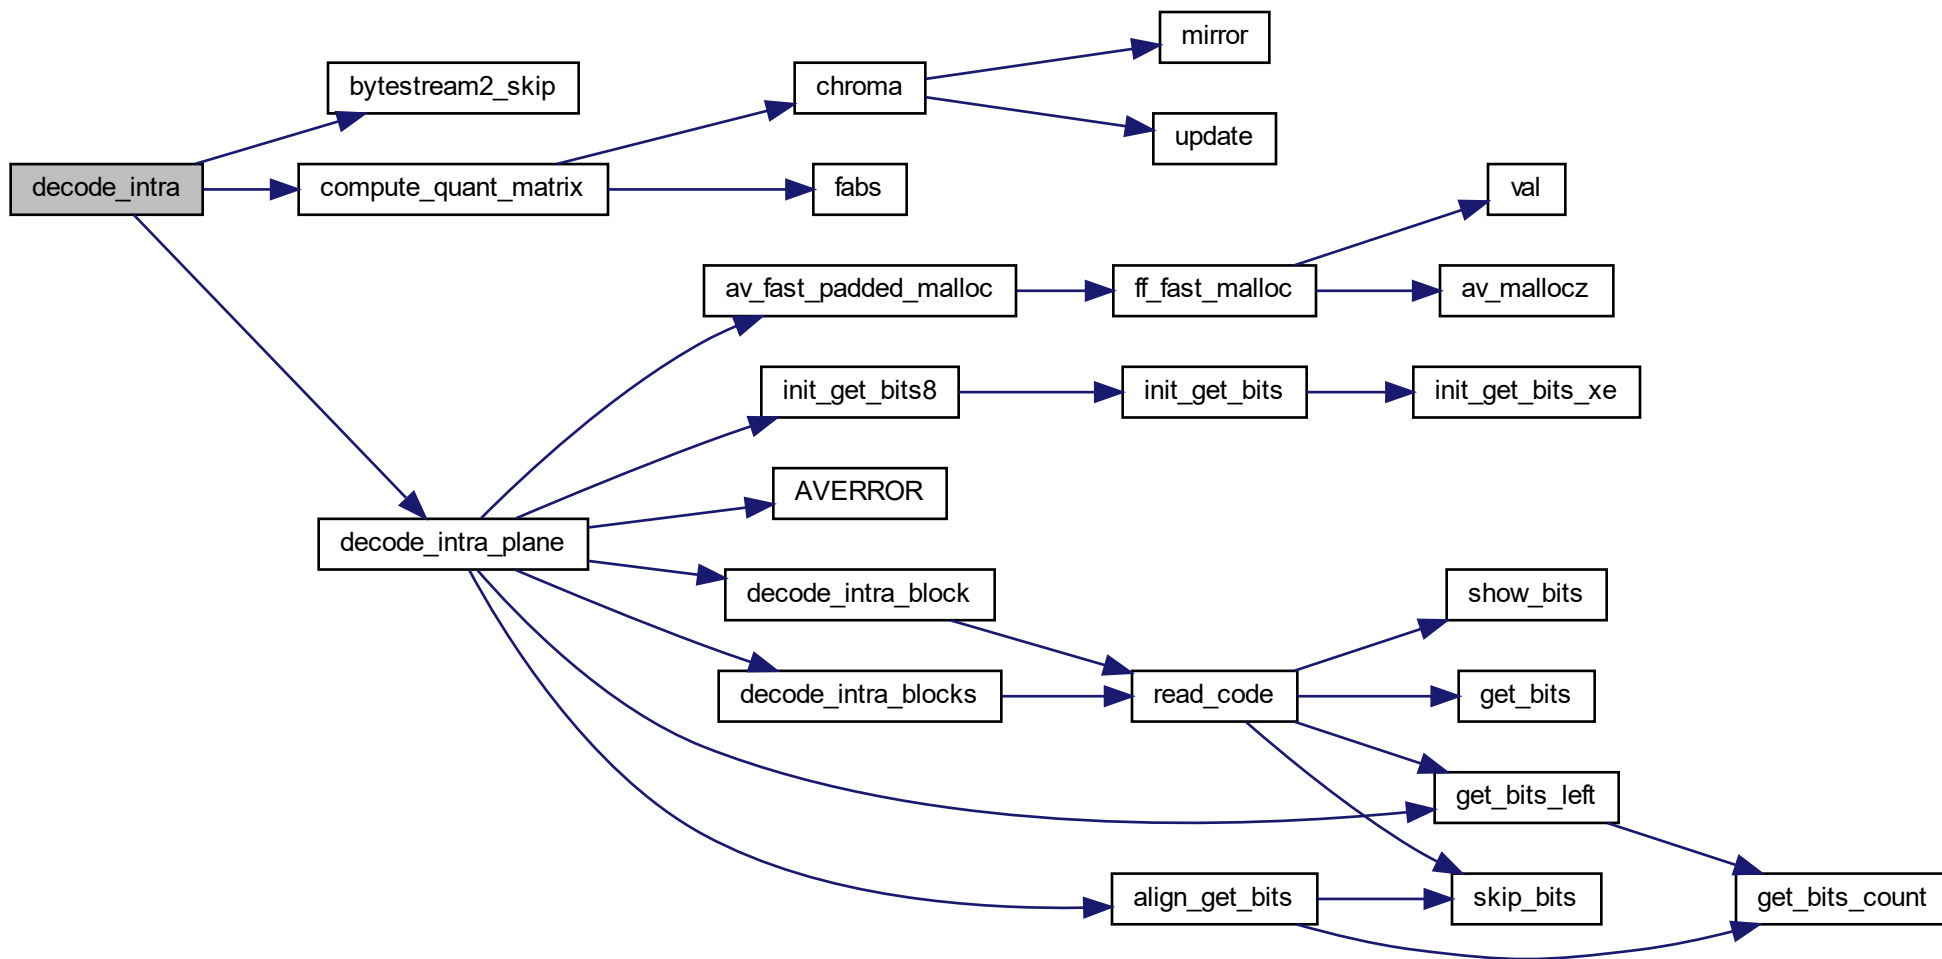 mirror
bytestream2_skip
chroma
update
decode_intra
compute_quant_matrix
fabs
val
av_fast_padded_malloc
ff_fast_malloc
av_mallocz
init_get_bits8
init_get_bits
init_get_bits_xe
AVERROR
decode_intra_plane
decode_intra_block
show_bits
decode_intra_blocks
read_code
get_bits
get_bits_left
align_get_bits
skip_bits
get_bits_count